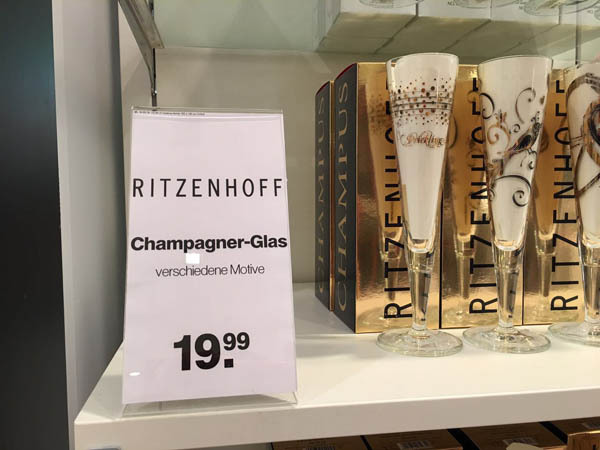 RITZENHOFF
Champagner-Glas
verschiedene Motive
19.99
CHAMPUS
CHAMPUS
RITZENHOFF
RITZENHOFF
RITZENHOFF